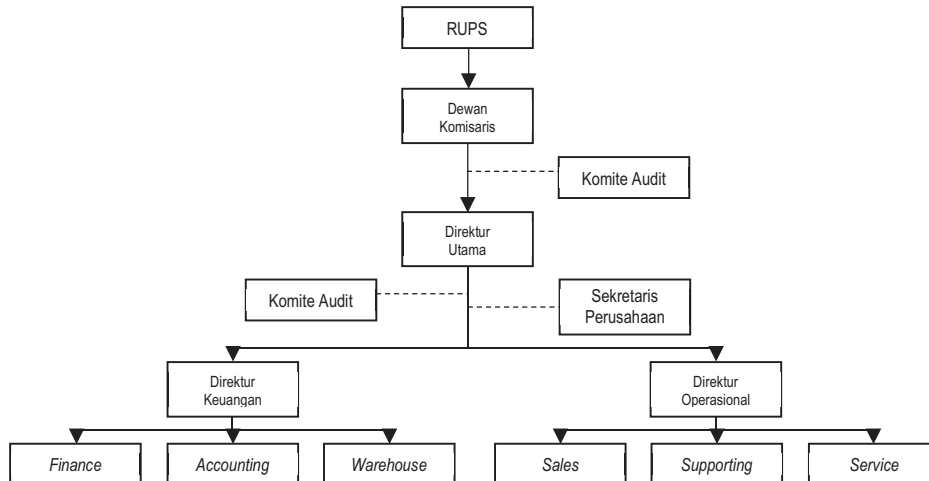 RUPS
Dewan
Komisaris
Komite Audit
Direktur
Utama
Komite Audit
Sekretaris
Perusahaan
Direktur
Keuangan
Direktur
Operasional
Finance
Accounting
Warehouse
Sales
Supporting
Service